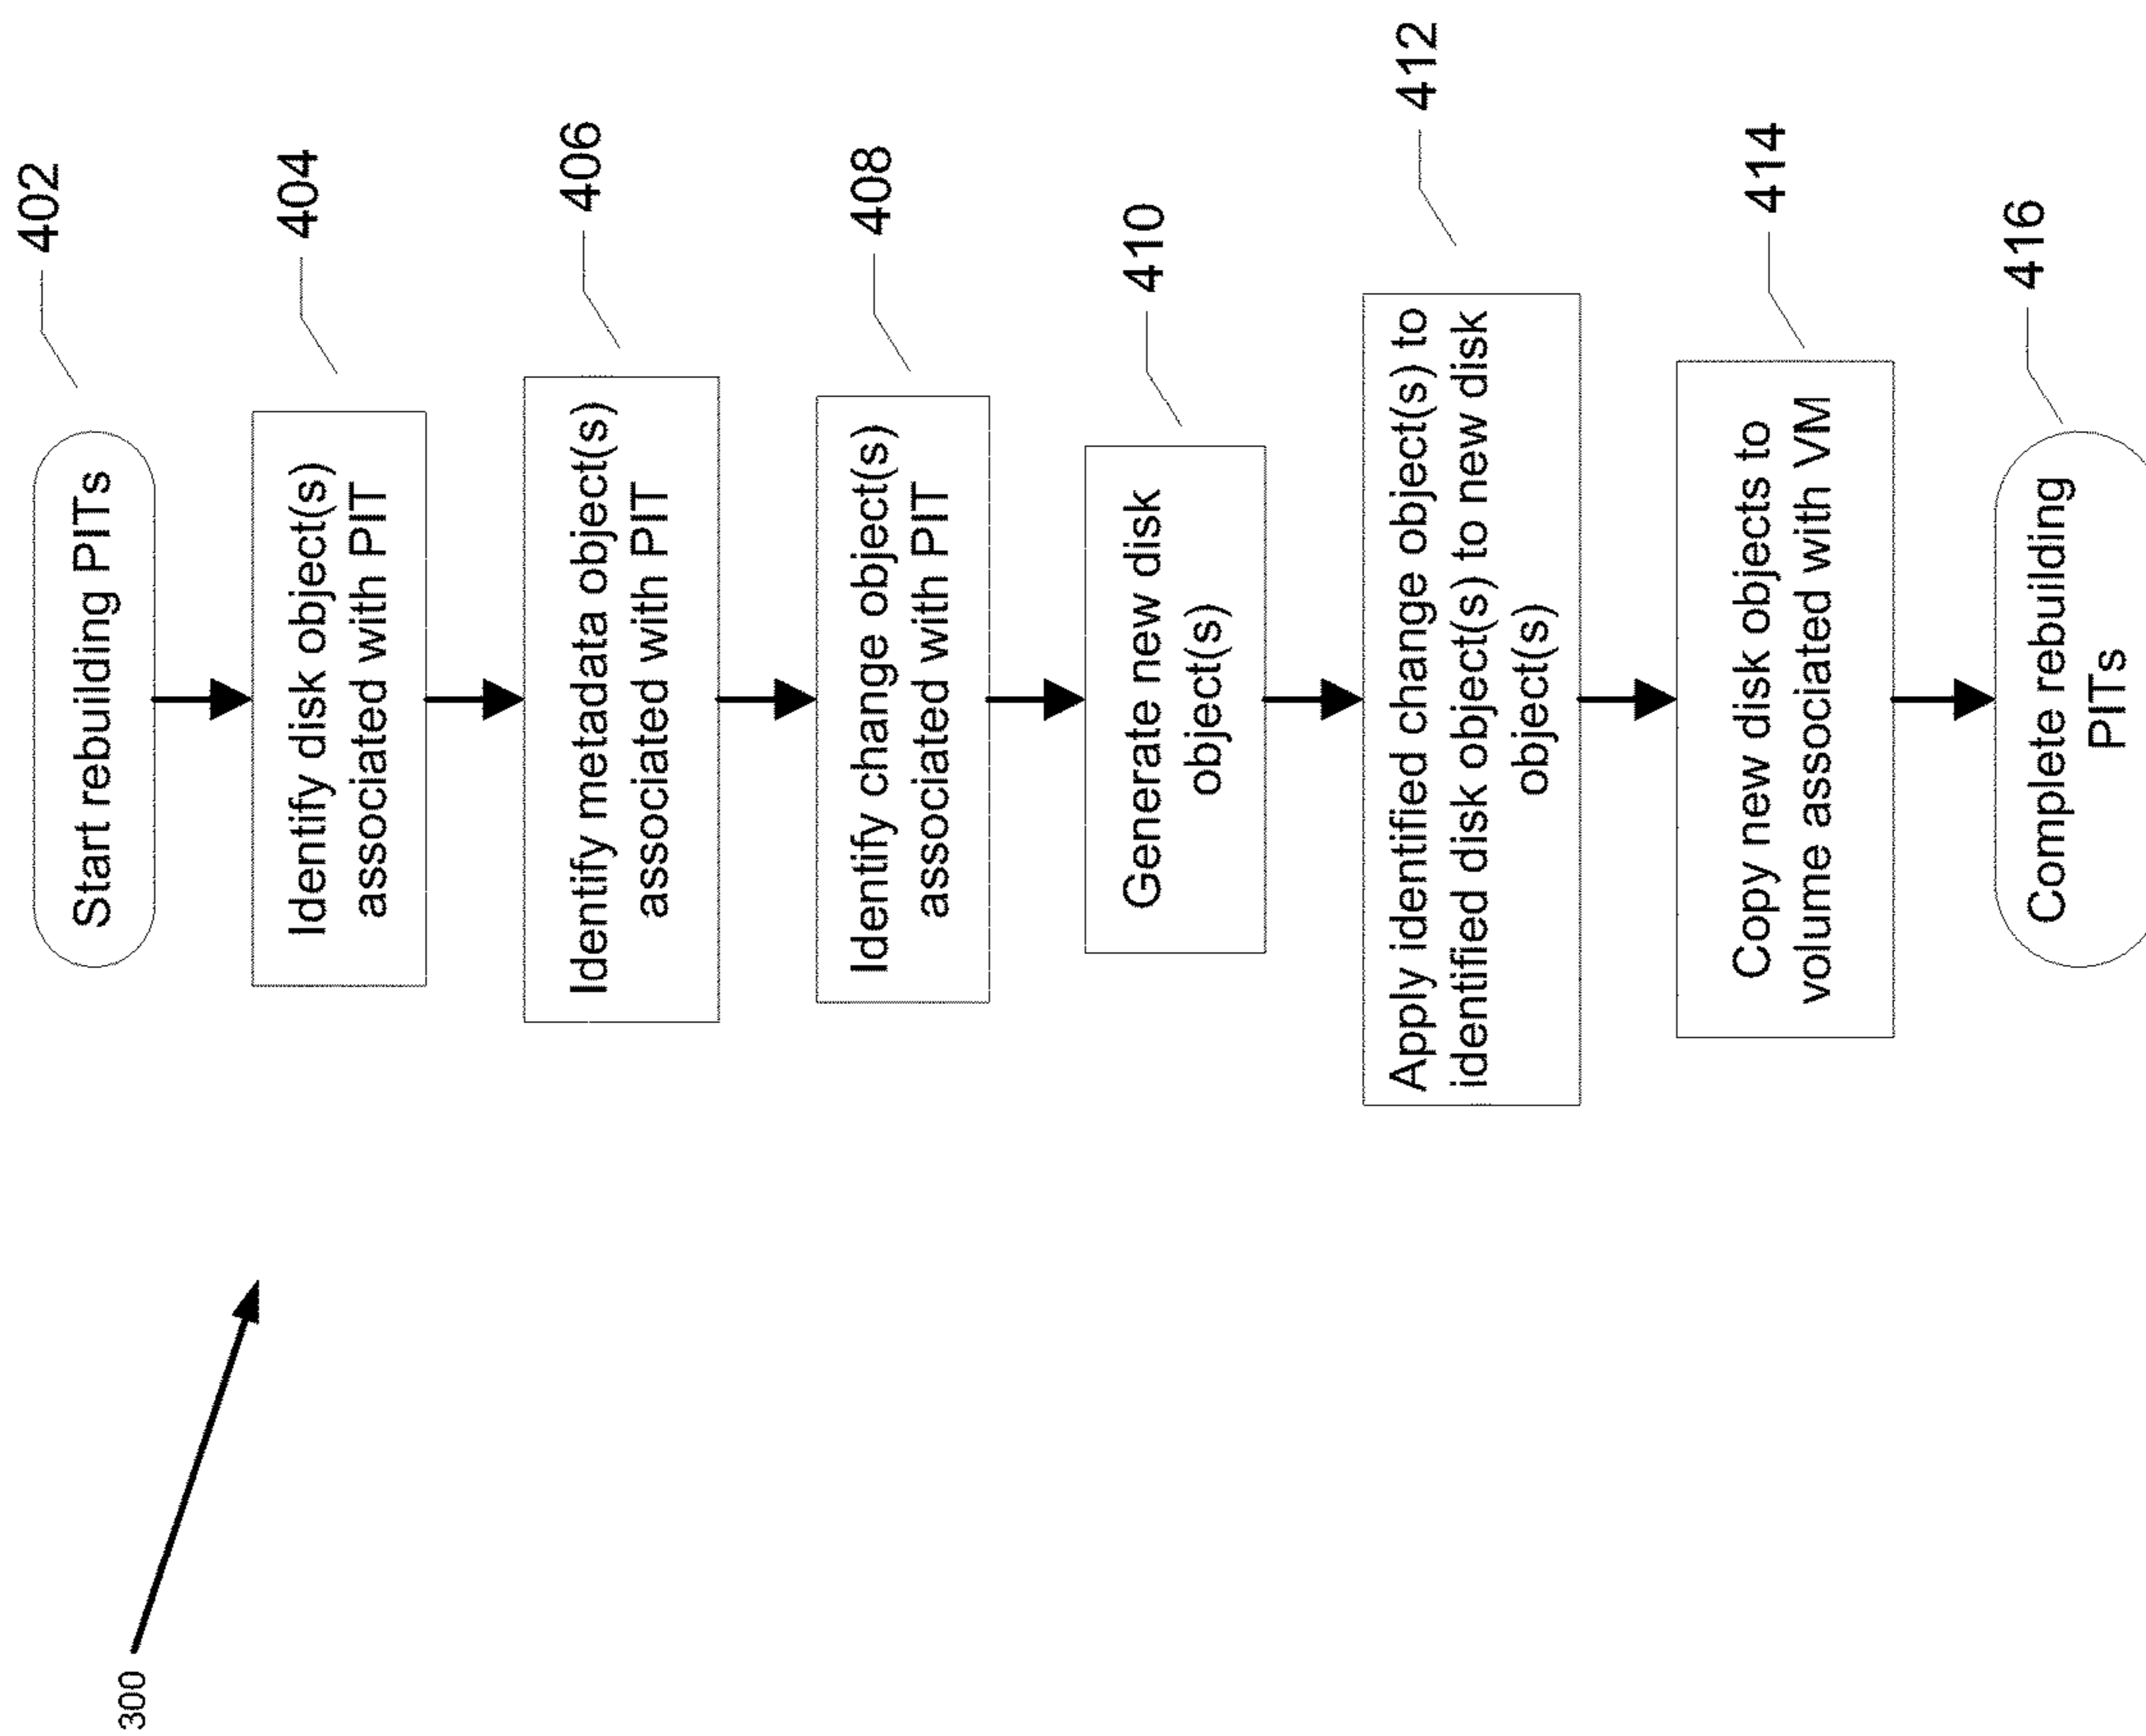 300
Start rebuilding PITs
402
Identify disk object(s)
associated with PIT
404
Identify metadata object(s)
associated with PIT
406
Identify change object(s)
associated with PIT
408
Generate new disk
object(s)
410
Apply identified change object(s) to
identified disk object(s) to new disk
object(s)
412
Copy new disk objects to
volume associated with VM
414
Complete rebuilding
PITs
416